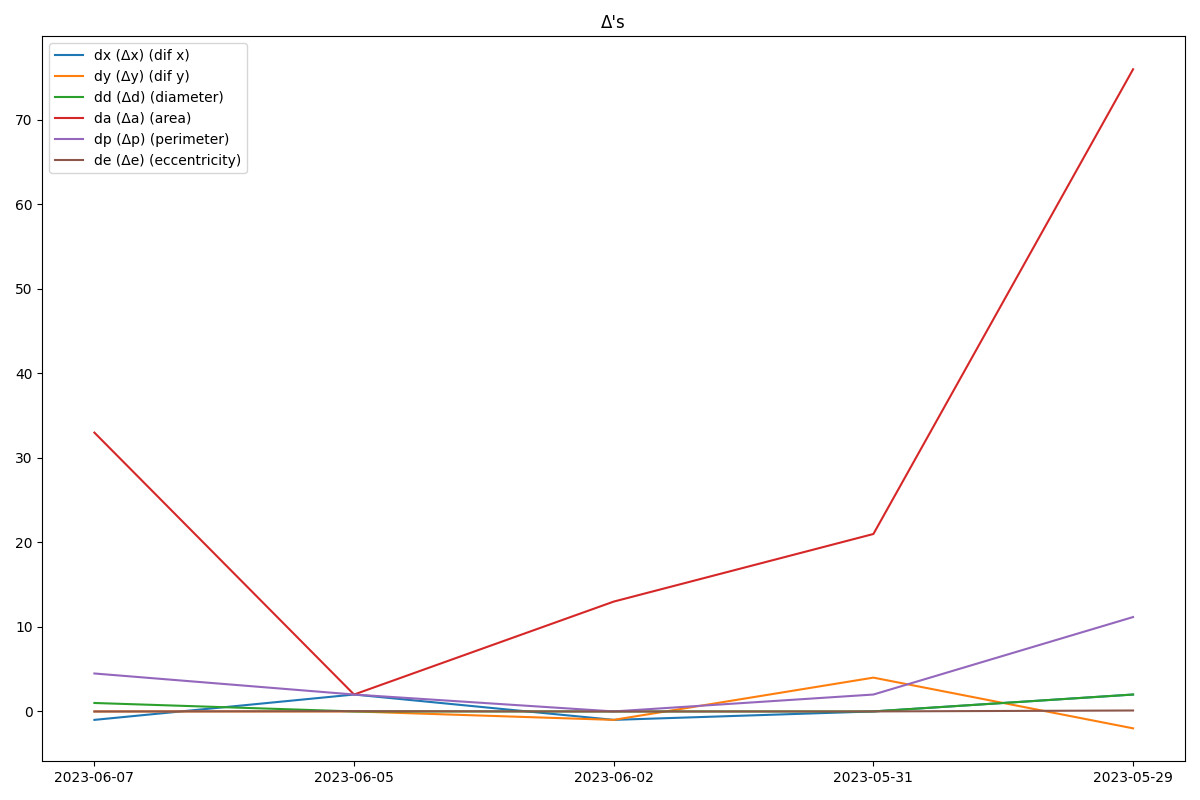 Δ's
dx (Δx) (dif x)
dy (Δy) (dif y)
dd (Δd) (diameter)
da (Δa) (area)
dp (Δp) (perimeter)
de (Δe) (eccentricity)
70
60
50
40
30
20
10
0
2023-06-07 2023-06-05 2023-06-02 2023-05-31 2023-05-29